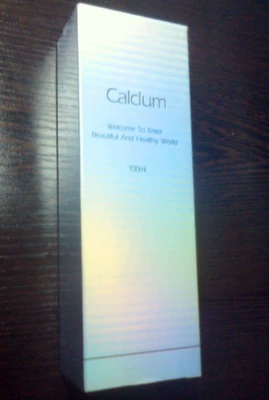 Calcium
Welcome To Enter
Beautiful And Healthy World
100ml